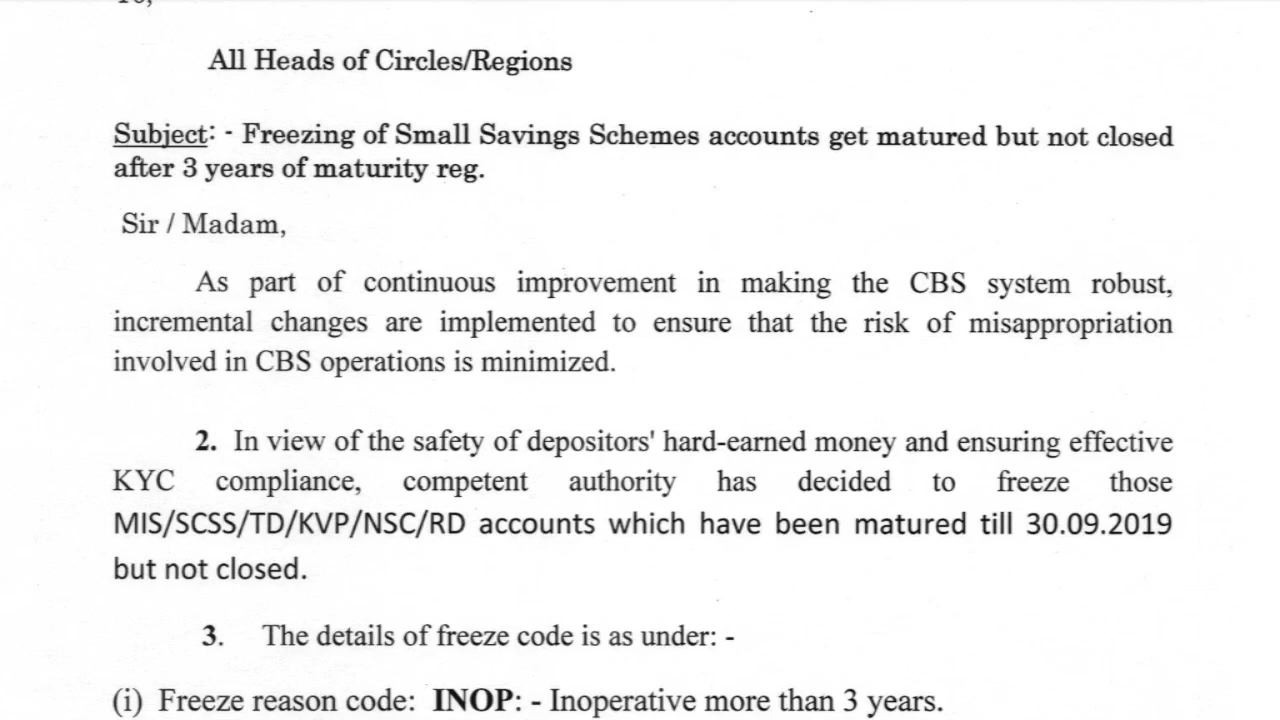 All Heads of Circles/Regions
Subject: - Freezing of Small Savings Schemes accounts get matured but not closed
after 3 years of maturity reg.
Sir / Madam,
As part of continuous improvement in making the CBS system robust,
incremental changes are implemented to ensure that the risk of misappropriation
involved in CBS operations is minimized.
2. In view of the safety of depositors' hard-earned money and ensuring effective
KYC compliance, competent authority has decided to freeze those
MIS/SCSS/TD/KVP/NSC/RD accounts which have been matured till 30.09.2019
but not closed.
3. The details of freeze code is as under: -
(i) Freeze reason code: INOP: - Inoperative more than 3 years.